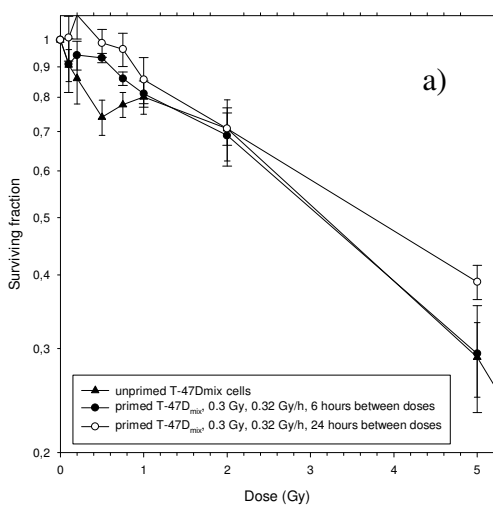 a)
1
0,9
0,8
0,7
0,6
0,5
0,4
0,3
0,2
Surviving fraction
unprimed T-47Dmix cells
primed T-47Dmix, 0.3 Gy, 0.32 Gy/h, 6 hours between doses
primed T-47Dmix, 0.3 Gy, 0.32 Gy/h, 24 hours between doses
0 1 2 3 4 5
Dose (Gy)